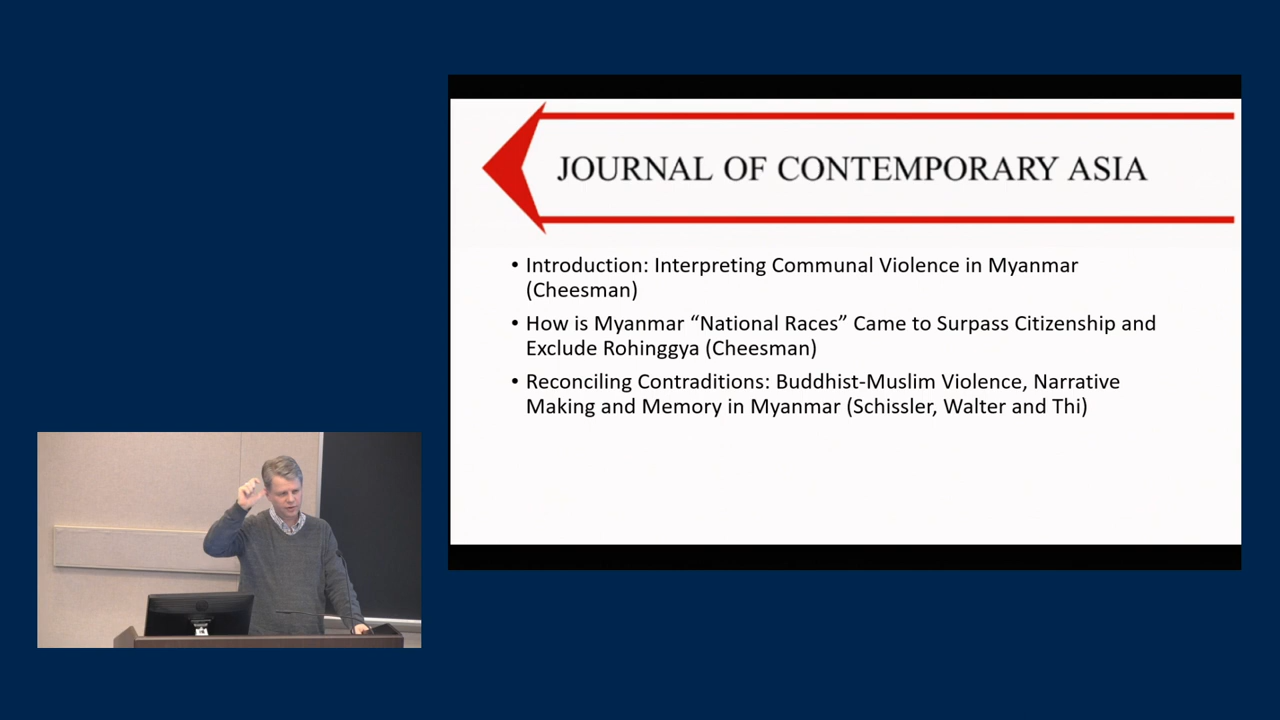 JOURNAL OF CONTEMPORARY ASIA
• Introduction: Interpreting Communal Violence in Myanmar
(Cheesman)
• How is Myanmar “National Races” Came to Surpass Citizenship and
Exclude Rohinggya (Cheesman)
• Reconciling Contraditions: Buddhist-Muslim Violence, Narrative
Making and Memory in Myanmar (Schissler, Walter and Thi)